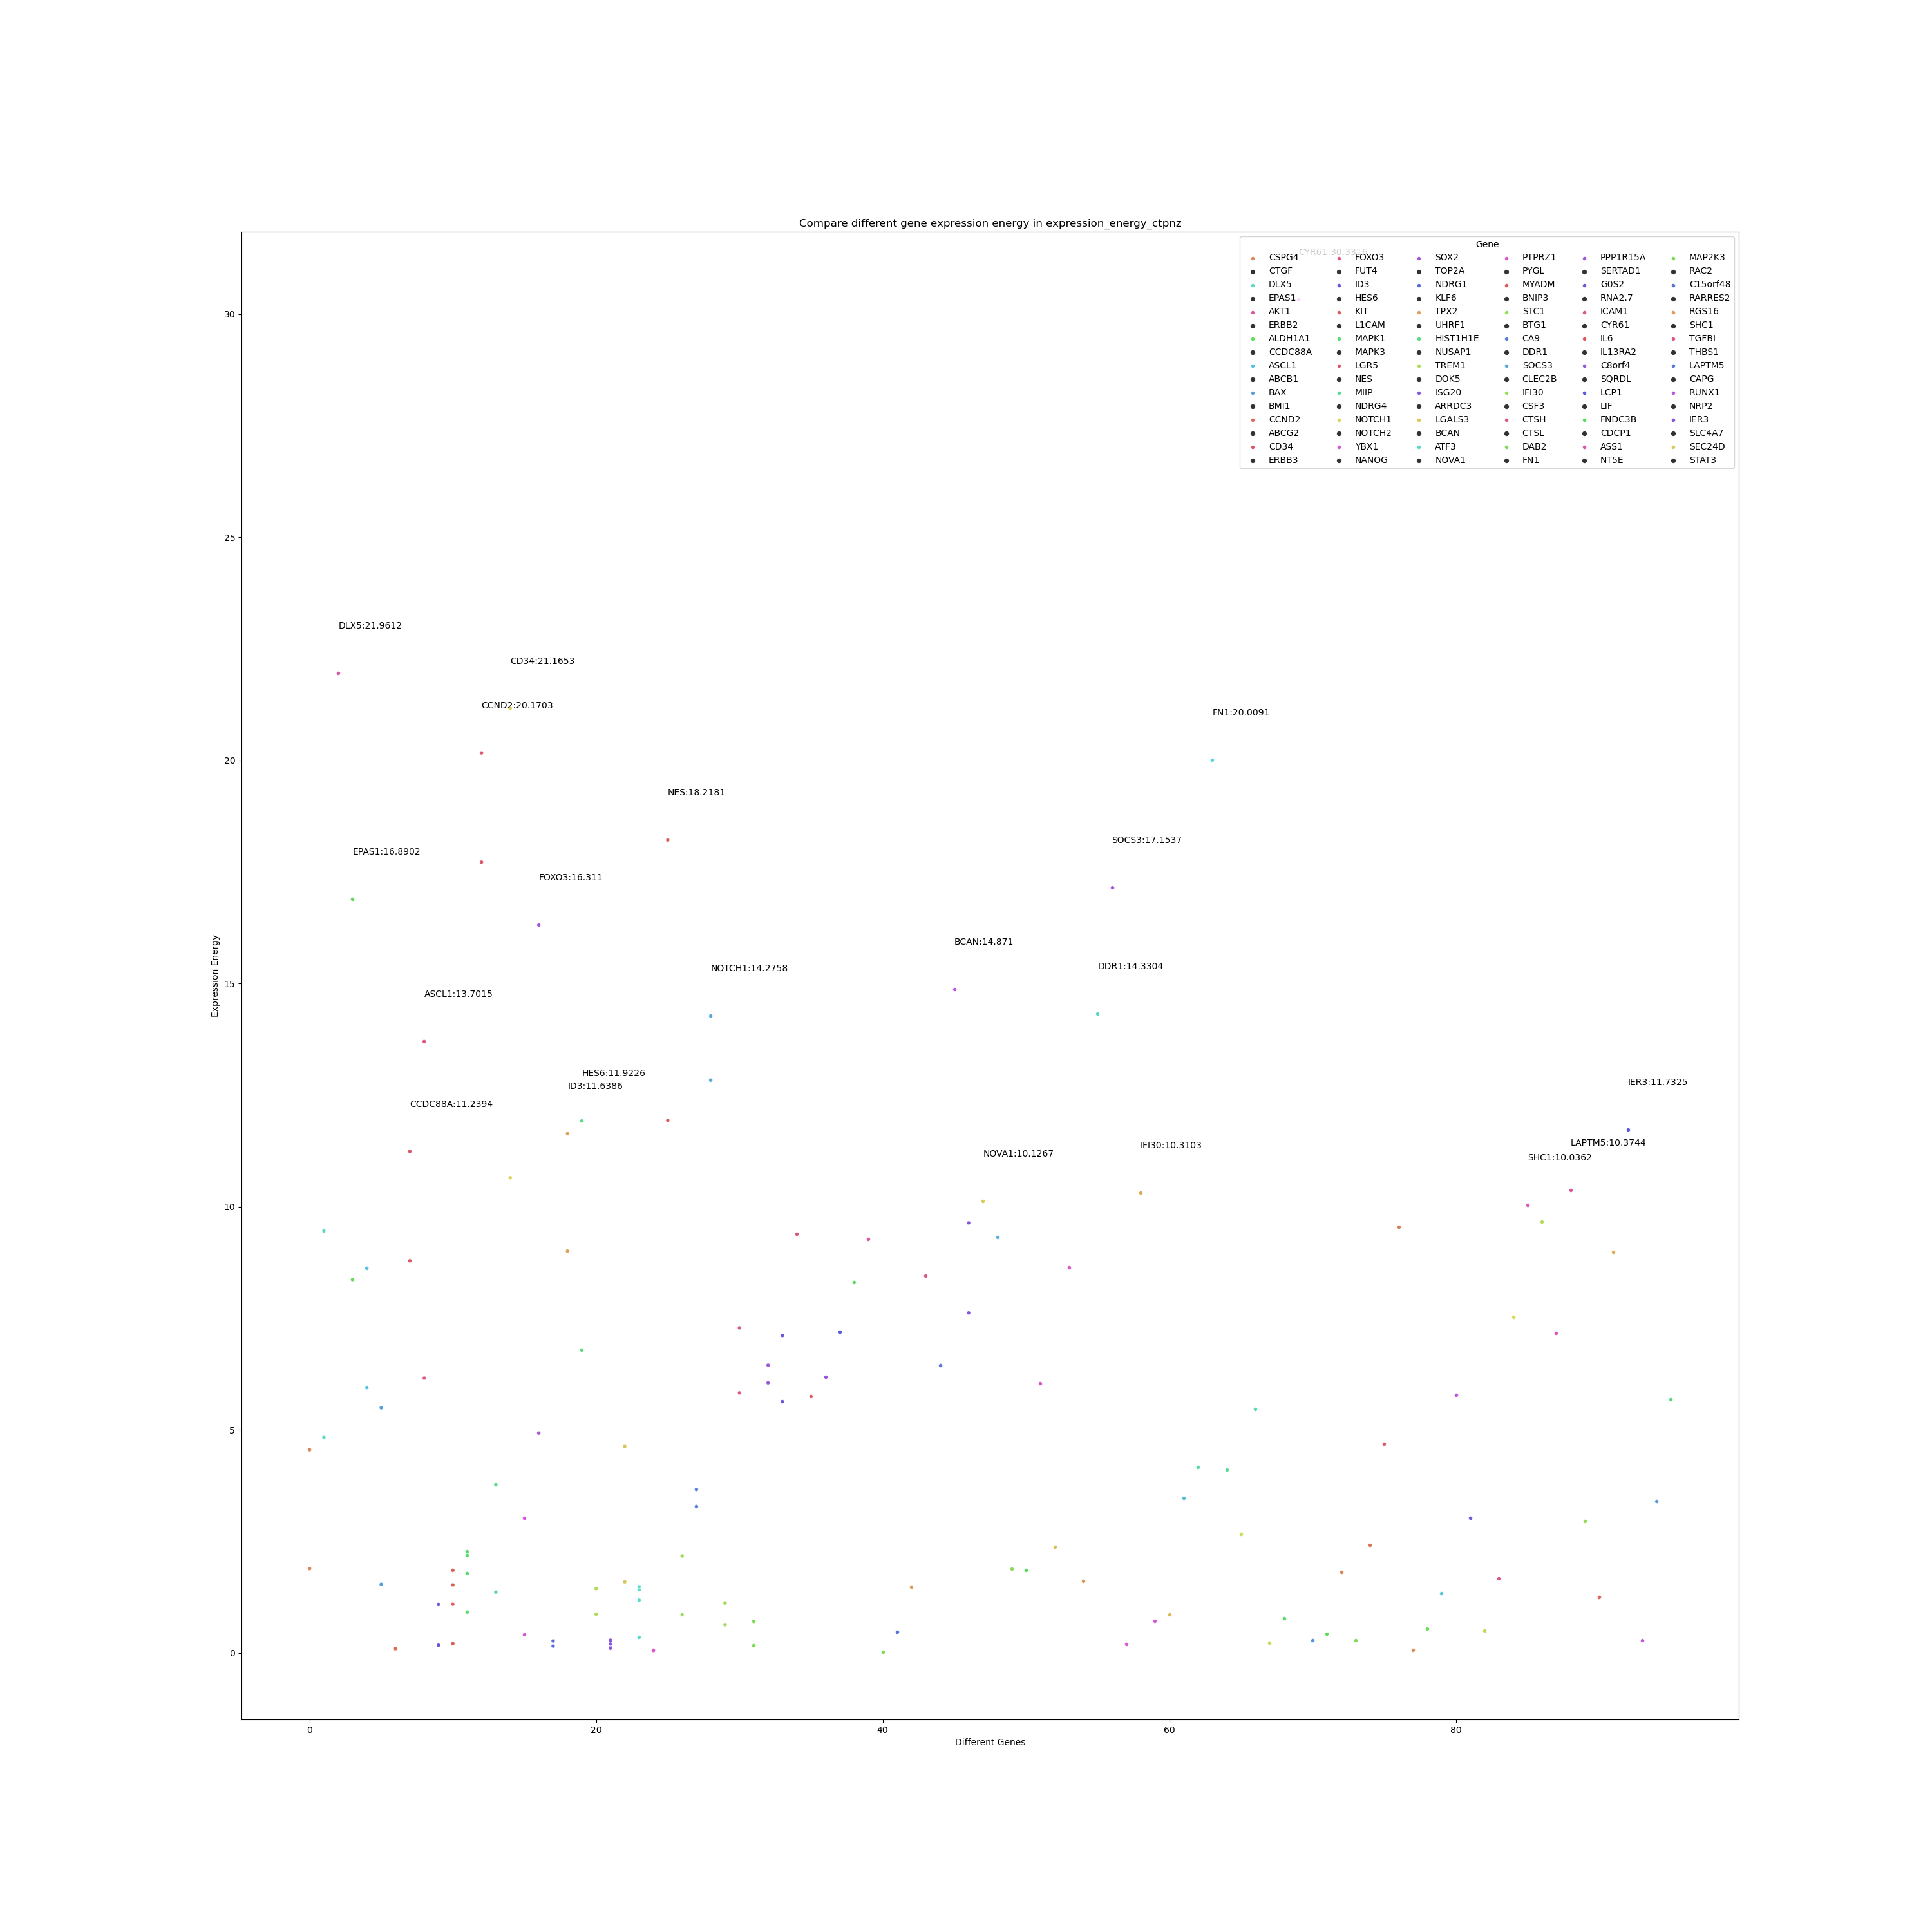 Compare different gene expression energy in expression_energy_ctpnz
CYR61:30.3316
Gene
CSPG4 FOXO3 SOX2 PTPRZ1 PPP1R15A MAP2K3
CTGF FUT4 TOP2A PYGL SERTAD1 RAC2
DLX5 ID3 NDRG1 MYADM G0S2 C15orf48
EPAS1 HES6 KLF6 BNIP3 RNA2.7 RARRES2
AKT1 KIT TPX2 STC1 ICAM1 RGS16
ERBB2 L1CAM UHRF1 BTG1 CYR61 SHC1
ALDH1A1 MAPK1 HIST1H1E CA9 IL6 TGFBI
CCDC88A MAPK3 NUSAP1 DDR1 IL13RA2 THBS1
ASCL1 LGR5 TREM1 SOCS3 C8orf4 LAPTM5
ABCB1 NES DOK5 CLEC2B SQRDL CAPG
BAX MIIP ISG20 IFI30 LCP1 RUNX1
BMI1 NDRG4 ARRDC3 CSF3 LIF NRP2
CCND2 NOTCH1 LGALS3 CTSH FNDC3B IER3
ABCG2 NOTCH2 BCAN CTSL CDCP1 SLC4A7
CD34 YBX1 ATF3 DAB2 ASS1 SEC24D
ERBB3 NANOG NOVA1 FN1 NT5E STAT3
30
25
DLX5:21.9612
CD34:21.1653
CCND2:20.1703
FN1:20.0091
20
NES:18.2181
SOCS3:17.1537
EPAS1:16.8902
FOXO3:16.311
BCAN:14.871
DDR1:14.3304
NOTCH1:14.2758
15
ASCL1:13.7015
HES6:11.9226
IER3:11.7325
ID3:11.6386
CCDC88A:11.2394
LAPTM5:10.3744
IFI30:10.3103
NOVA1:10.1267
SHC1:10.0362
10
5
0
Expression Energy
0 20 40 60 80
Different Genes